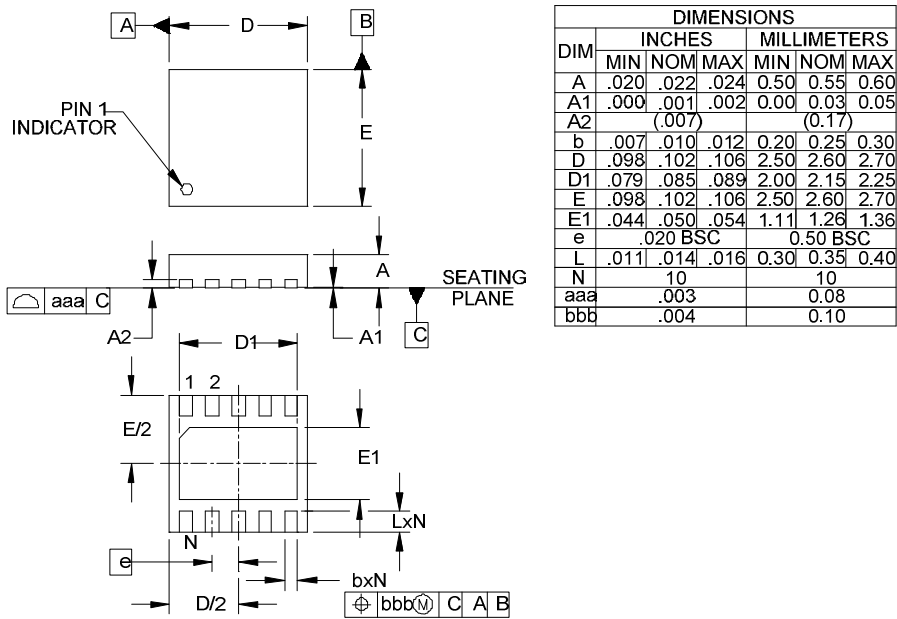 A D B
PIN 1
INDICATOR
E
A
SEATING
PLANE
aaa C
A2 A1 C
D1
1 2
E/2
E1
LxN
N
e
bxN
D/2
bbb M C A B
DIMENSIONS
DIM INCHES MILLIMETERS
MIN NOM MAX MIN NOM MAX
A .020 .022 .024 0.50 0.55 0.60
A1 .000 .001 .002 0.00 0.03 0.05
A2 (.007) (0.17)
b .007 .010 .012 0.20 0.25 0.30
D .098 .102 .106 2.50 2.60 2.70
D1 .079 .085 .089 2.00 2.15 2.25
E .098 .102 .106 2.50 2.60 2.70
E1 .044 .050 .054 1.11 1.26 1.36
e .020 BSC 0.50 BSC
L .011 .014 .016 0.30 0.35 0.40
N 10 10
aaa .003 0.08
bbb .004 0.10